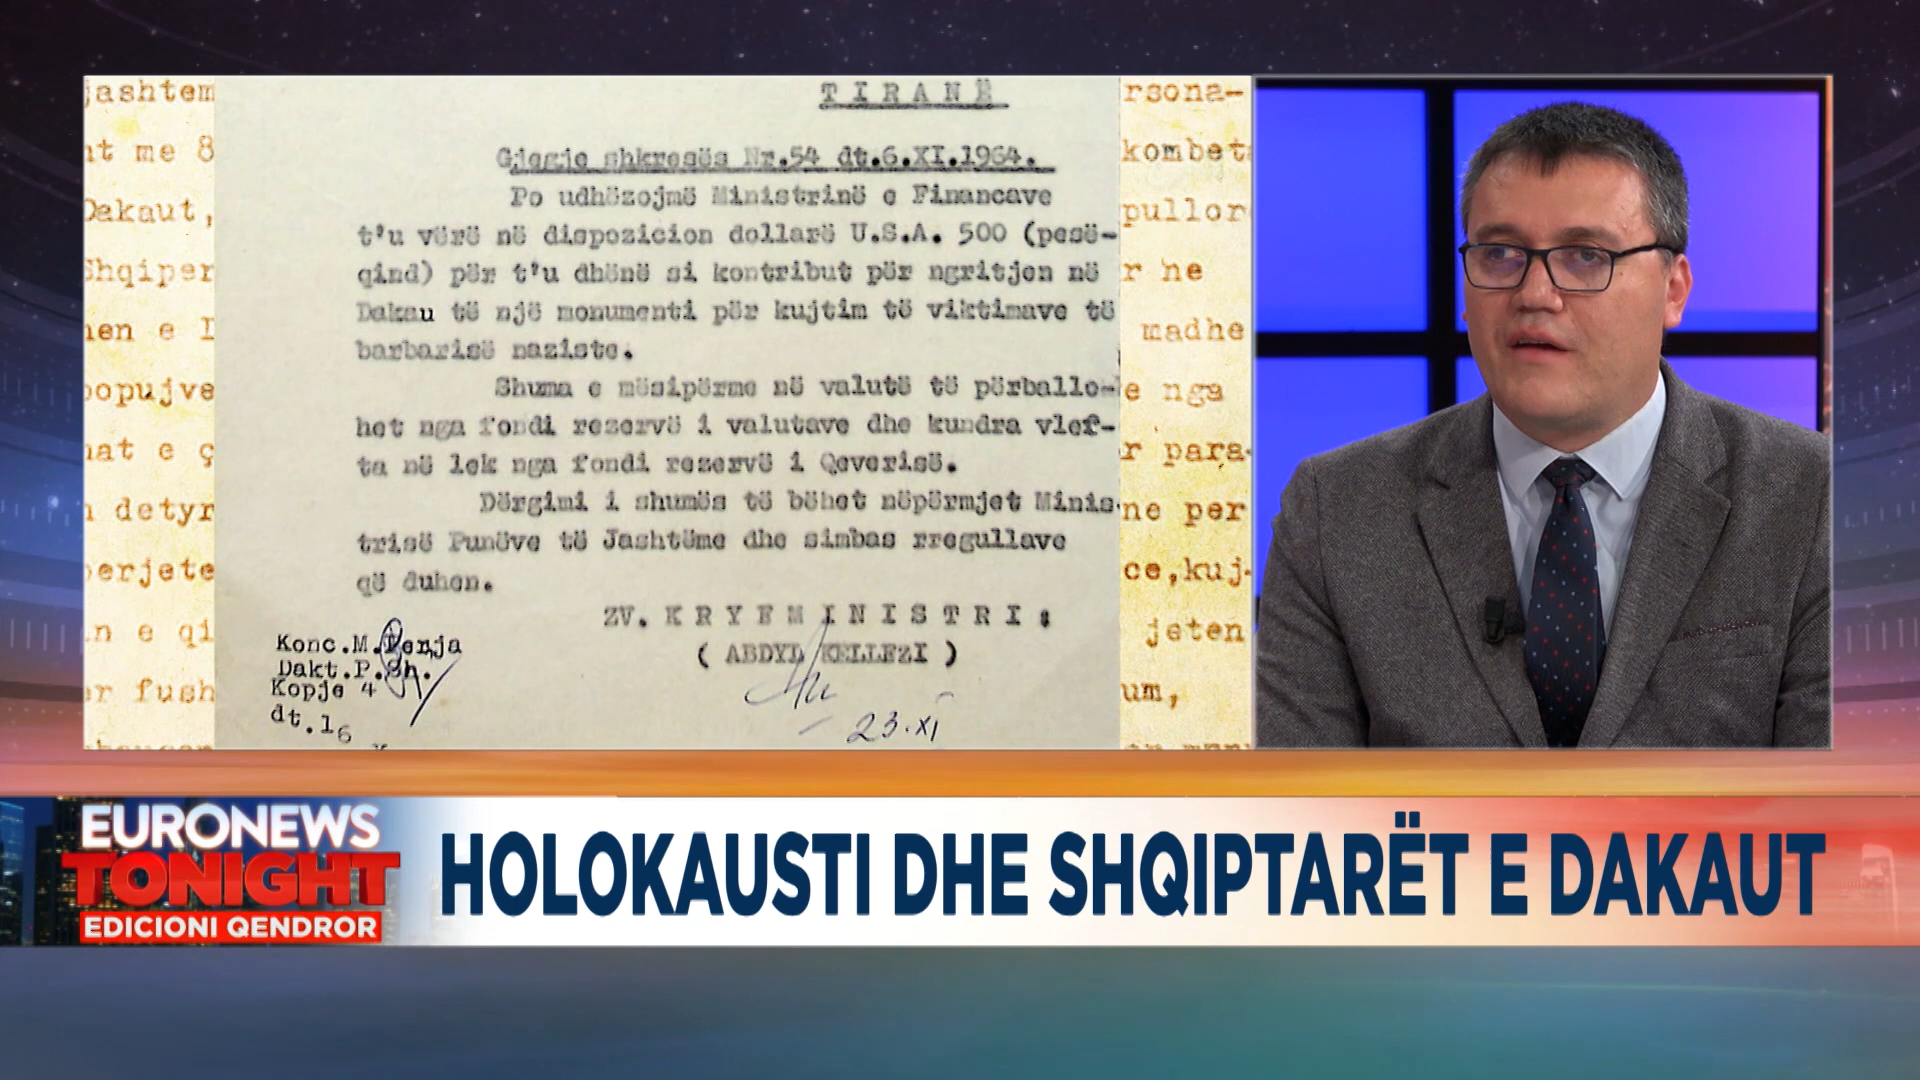 TIRANË
Gjegje shkresës Nr.54 dt.6.XI.1964.
Po udhëzojmë Ministrinë e Financave
t'u vërë në dispozicion dollarë U.S.A. 500 (pesë-
qind) për t'u dhënë si kontribut për ngritjen në
Dakau të një monumenti për kujtim të viktimave të
barbarisë naziste.
Shuma e mësipërme në valutë të përballo-
het nga fondi rezervë i valutave dhe kundra vlef-
ta në lek nga fondi rezervë i Qeverisë.
Dërgimi i shumës të bëhet nëpërmjet Minis-
trisë Punëve të Jashtëme dhe simbas rregullave
që duhen.
ZV. KRYEMINISTRI:
( ABDYL KELLEZI )
23.XI
Konc.M.
Dakt.P.Sh.
Kopje 4
dt.16
jashtem
nt me 8
Dakaut,
Shqiper
popujve
nat e ç
detyr
perjete
n e qi
er fush
rsona-
kombet
pullor
r ne
madhe
e nga
r para-
ne per
ce, kuj-
jeten
um,
EURONEWS
TONIGHT
EDICIONI QENDROR
HOLOKAUSTI DHE SHQIPTARËT E DAKAUT